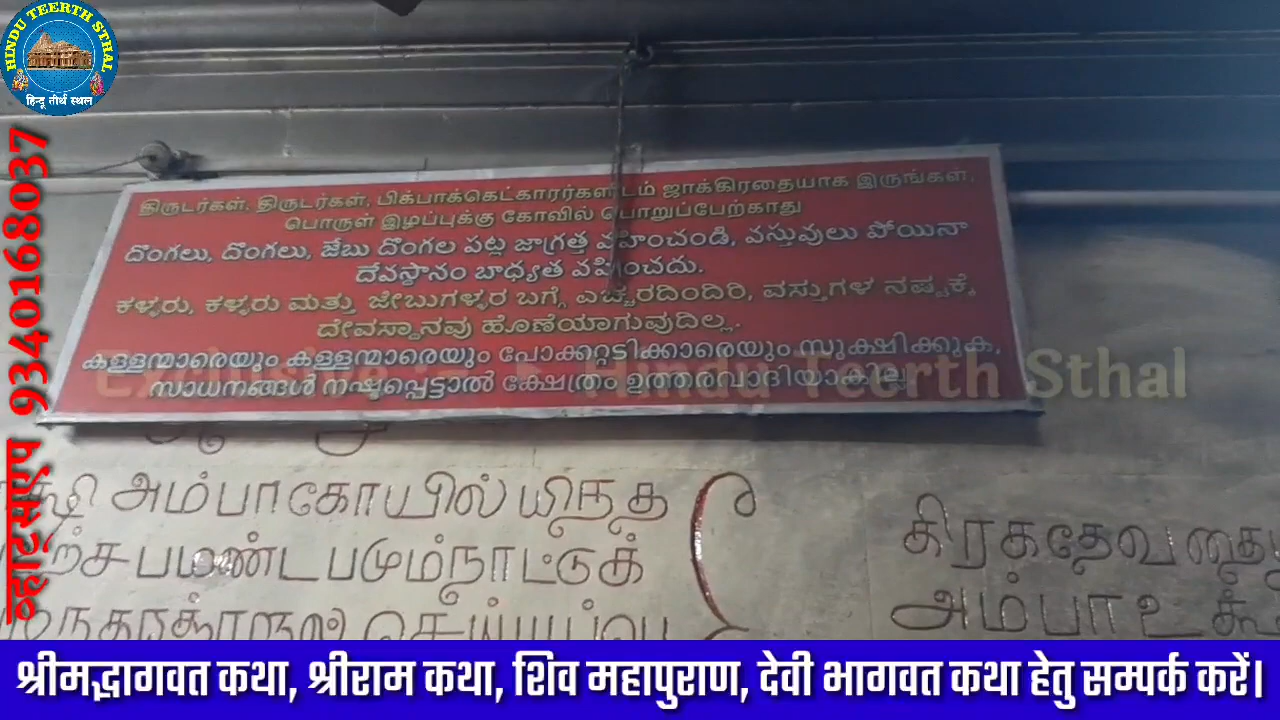 HINDU TEERTH STHAL
हिन्दू तीर्थ स्थल
व्हाट्सएप 9340168037
திருடர்கள், திருடர்கள், பிக்பாக்கெட்காரர்களிடம் ஜாக்கிரதையாக இருங்கள்,
பொருள் இழப்புக்கு கோவில் பொறுப்பேற்காது
దొంగలు, దొంగలు, జేబు దొంగల పట్ల జాగ్రత్త వహించండి, వస్తువులు పోయినా
దేవస్థానం బాధ్యత వహించదు.
ಕಳ್ಳರು, ಕಳ್ಳರು ಮತ್ತು ಜೇಬುಗಳ್ಳರ ಬಗ್ಗೆ ಎಚ್ಚರದಿಂದಿರಿ, ವಸ್ತುಗಳ ನಷ್ಟಕ್ಕೆ
ದೇವಸ್ಥಾನವು ಹೊಣೆಯಾಗುವುದಿಲ್ಲ.
കള്ളന്മാരെയും കള്ളന്മാരെയും പോക്കറ്റടിക്കാരെയും സൂക്ഷിക്കുക,
സാധനങ്ങൾ നഷ്ടപ്പെട്ടാൽ ക്ഷേത്രം ഉത്തരവാദിയാകില്ല
Exclusive Hindu Teerth Sthal
அம்பாகோயில் யிந்த
பமண்டபமும்நாட்டுக்
கிரகதேவ
அம்பாஉ
श्रीमद्भागवत कथा, श्रीराम कथा, शिव महापुराण, देवी भागवत कथा हेतु सम्पर्क करें।